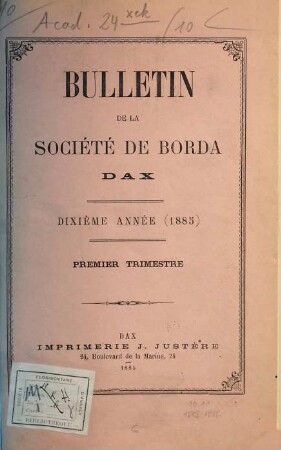 Acad. 24 xek /10
BULLETIN
DE LA
SOCIÉTÉ DE BORDA
DAX
DIXIÈME ANNÉE (1885)
PREMIER TRIMESTRE
DAX
IMPRIMERIE J. JUSTÈRE
24, Boulevard de la Marine, 24
1885